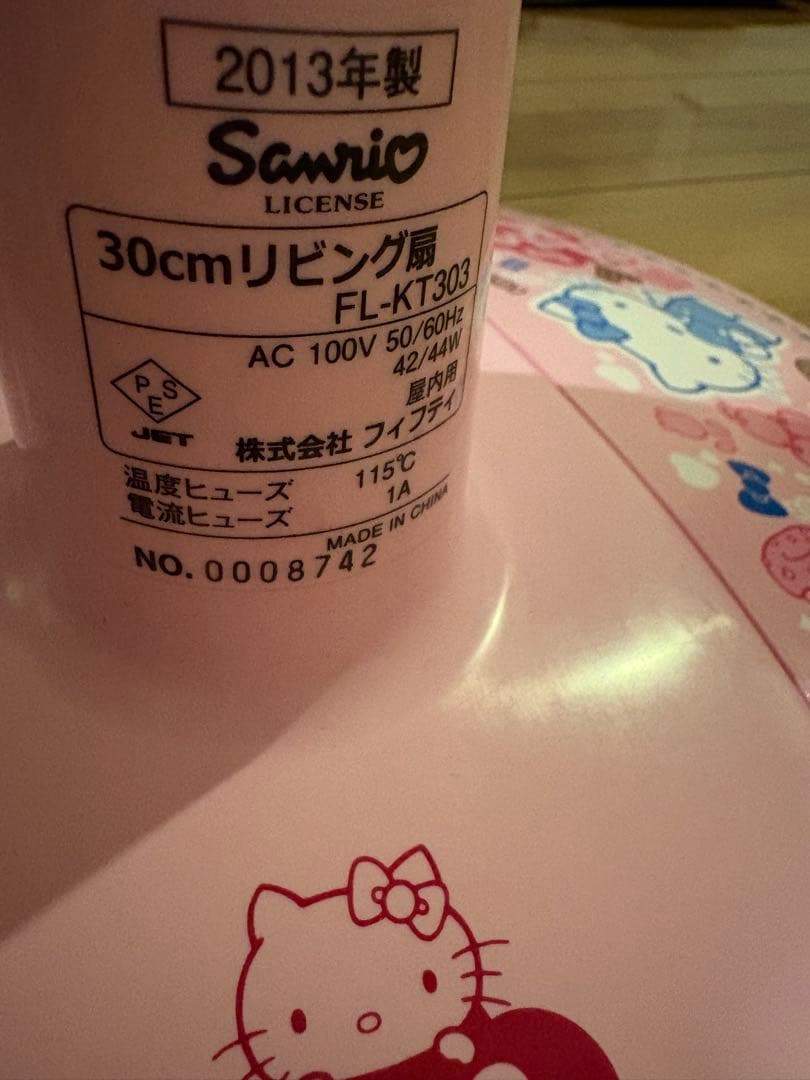 2013年製
Sanrio
LICENSE
30cmリビング扇
FL-KT303
AC 100V 50/60Hz
42/44W
屋内用
PSE
JET
株式会社 フィフティ
温度ヒューズ 115℃
電流ヒューズ 1A
MADE IN CHINA
NO. 0008742